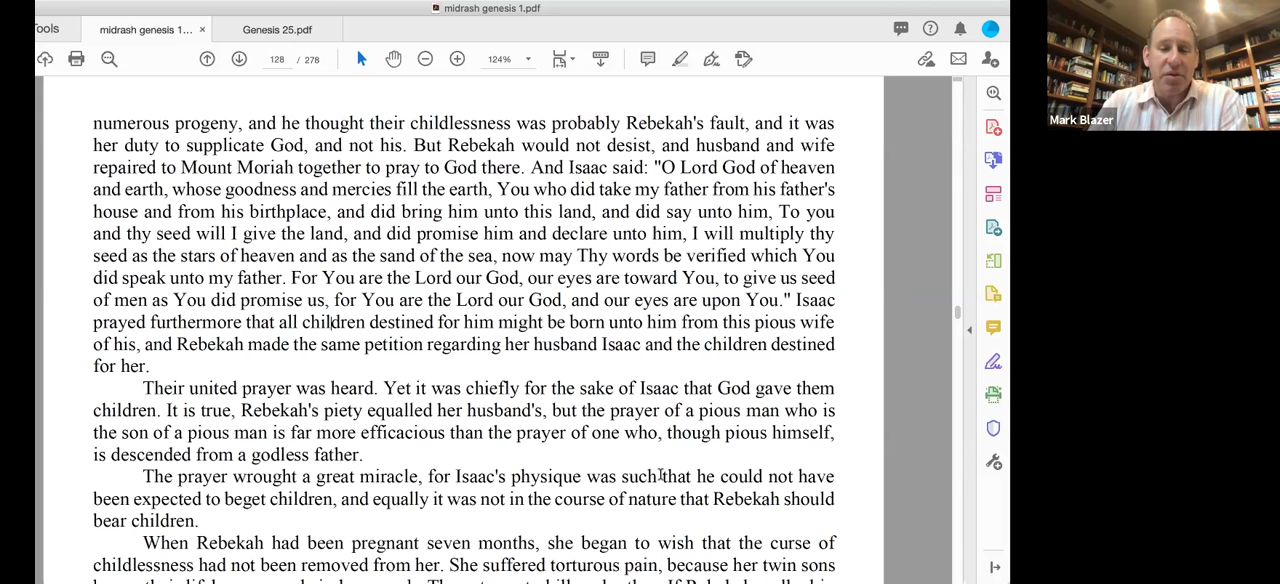 midrash genesis 1.pdf
ools
midrash genesis 1... ×
Genesis 25.pdf
128 / 278
124%
numerous progeny, and he thought the childlessness was probably Rebekah's fault, and it was
her duty to supplicate God, and not his. But Rebekah would not desist, and husband and wife
repaired to Mount Moriah together to pray to God there. And Isaac said: "O Lord God of heaven
and earth, whose goodness and mercies fill the earth, You who did take my father from his father's
house and from his birthplace, and did bring him unto this land, and did say unto him, To you
and thy seed will I give the land, and did promise him and declare unto him, I will multiply thy
seed as the stars of heaven and as the sand of the sea, now may Thy words be verified which You
did speak unto my father. For You are the Lord our God, our eyes are toward You, to give us seed
of men as You did promise us, for You are the Lord our God, and our eyes are upon You." Isaac
prayed furthermore that all children destined for him might be born unto him from this pious wife
of his, and Rebekah made the same petition regarding her husband Isaac and the children destined
for her.
Their united prayer was heard. Yet it was chiefly for the sake of Isaac that God gave them
children. It is true, Rebekah's piety equalled her husband's, but the prayer of a pious man who is
the son of a pious man is far more efficacious than the prayer of one who, though pious himself,
is descended from a godless father.
The prayer wrought a great miracle, for Isaac's physique was such that he could not have
been expected to beget children, and equally it was not in the course of nature that Rebekah should
bear children.
When Rebekah had been pregnant seven months, she began to wish that the curse of
childlessness had not been removed from her. She suffered torturous pain, because her twin sons
Mark Blazer